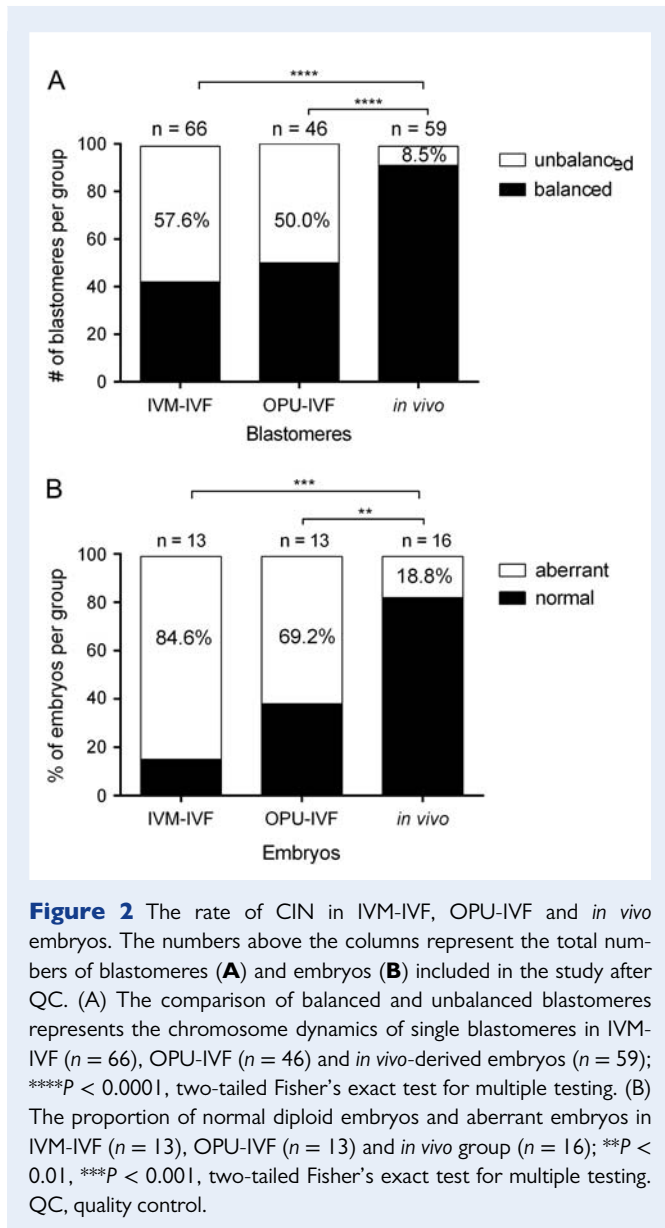 A
****
****
n = 66 n = 46 n = 59
100
80
60
40
20
0
# of blastomeres per group
57.6%
50.0%
8.5%
unbalanced
balanced
IVM-IVF OPU-IVF in vivo
Blastomeres
B
***
**
n = 13 n = 13 n = 16
100
80
60
40
20
0
% of embryos per group
84.6%
69.2%
18.8%
aberrant
normal
IVM-IVF OPU-IVF in vivo
Embryos
Figure 2 The rate of CIN in IVM-IVF, OPU-IVF and in vivo
embryos. The numbers above the columns represent the total num-
bers of blastomeres (A) and embryos (B) included in the study after
QC. (A) The comparison of balanced and unbalanced blastomeres
represents the chromosome dynamics of single blastomeres in IVM-
IVF (n = 66), OPU-IVF (n = 46) and in vivo-derived embryos (n = 59);
****P < 0.0001, two-tailed Fisher's exact test for multiple testing. (B)
The proportion of normal diploid embryos and aberrant embryos in
IVM-IVF (n = 13), OPU-IVF (n = 13) and in vivo group (n = 16); **P <
0.01, ***P < 0.001, two-tailed Fisher's exact test for multiple testing.
QC, quality control.